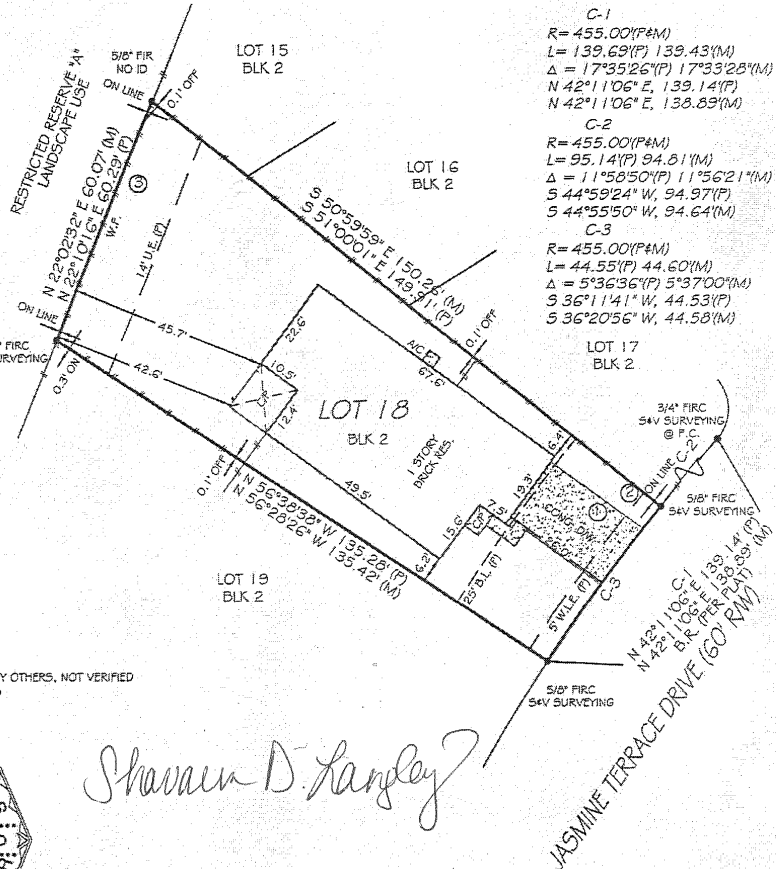 C-1
R= 455.00'(P&M)
L= 139.69'(P) 139.43'(M)
Δ = 17°35'26"(P) 17°33'28"(M)
N 42°11'06" E, 139.14'(P)
N 42°11'06" E, 138.89'(M)
C-2
R= 455.00'(P&M)
L= 95.14'(P) 94.81'(M)
Δ = 11°58'50"(P) 11°56'21"(M)
S 44°59'24" W, 94.97'(P)
S 44°55'50" W, 94.64'(M)
C-3
R= 455.00'(P&M)
L= 44.55'(P) 44.60'(M)
Δ = 5°36'36"(P) 5°37'00"(M)
S 36°11'41" W, 44.53'(P)
S 36°20'56" W, 44.58'(M)
LOT 15
BLK 2
5/8" FIR
NO ID
ON LINE
0.1' OFF
RESTRICTED RESERVE "A"
LANDSCAPE USE
LOT 16
BLK 2
N 22°02'32" E 60.07' (M)
N 22°10'16" E 60.29' (P)
3
W.F.
14' U.E. (P)
S 50°59'59" E 150.26' (M)
S 51°00'01" E 149.91' (P)
ON LINE
FIRC
SURVEYING
0.3' ON
45.7'
42.6'
22.6'
10.5'
C/P
12.4'
A/C
67.6'
0.1' OFF
LOT 17
BLK 2
LOT 18
BLK 2
1 STORY
BRICK RES.
3/4" FIRC
S&V SURVEYING
@ P.C.
C-2
ON LINE
2
5/8" FIRC
S&V SURVEYING
6.4'
19.3'
CONC. D/W
1
26.0'
7.5'
C/P
15.6'
49.5'
6.2'
25' B.L. (P)
5' W.L.E. (P)
C-3
0.1' OFF
N 56°38'38" W 135.28' (P)
N 56°28'26" W 135.42' (M)
LOT 19
BLK 2
C-1
N 42°11'06" E 139.14' (P)
N 42°11'06" E 138.89' (M)
B.R. (PER PLAT)
5/8" FIRC
S&V SURVEYING
JASMINE TERRACE DRIVE (60' R/W)
Y OTHERS, NOT VERIFIED